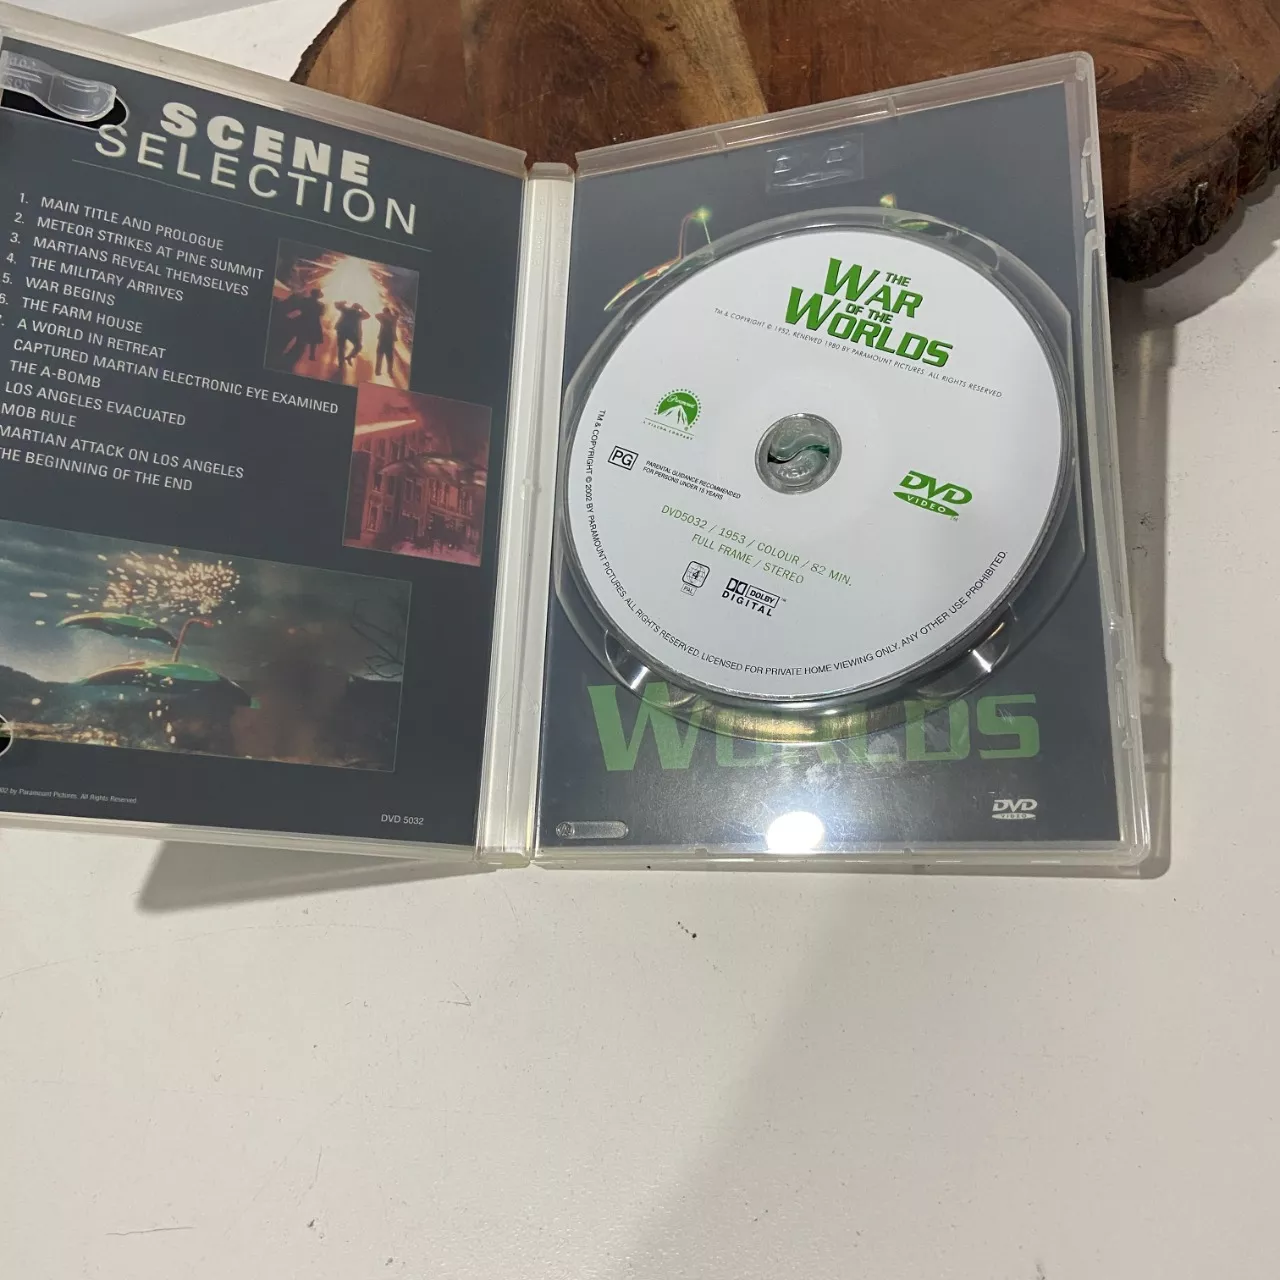 SCENE
SELECTION
1. MAIN TITLE AND PROLOGUE
2. METEOR STRIKES AT PINE SUMMIT
3. MARTIANS REVEAL THEMSELVES
4. THE MILITARY ARRIVES
5. WAR BEGINS
6. THE FARM HOUSE
7. A WORLD IN RETREAT
CAPTURED MARTIAN ELECTRONIC EYE EXAMINED
THE A-BOMB
LOS ANGELES EVACUATED
MOB RULE
MARTIAN ATTACK ON LOS ANGELES
THE BEGINNING OF THE END
by Paramount Pictures. All Rights Reserved
DVD 5032
THE
WAR
OF THE
WORLDS
TM & COPYRIGHT © 1952, RENEWED 1980 BY PARAMOUNT PICTURES. ALL RIGHTS RESERVED
Paramount
PG
PARENTAL GUIDANCE RECOMMENDED
FOR PERSONS UNDER 15 YEARS
DVD
VIDEO TM
DVD5032 / 1953 / COLOUR / 82 MIN.
FULL FRAME / STEREO
4
PAL
DOLBY TM
DIGITAL
TM & COPYRIGHT © 2002 BY PARAMOUNT PICTURES. ALL RIGHTS RESERVED. LICENSED FOR PRIVATE HOME VIEWING ONLY. ANY OTHER USE PROHIBITED.
WORLDS
DVD
VIDEO